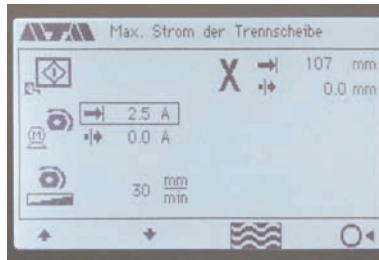 ATM Max. Strom der Trennscheibe
X 107 mm
0.0 mm
2.5 A
M 0.0 A
30 mm/min